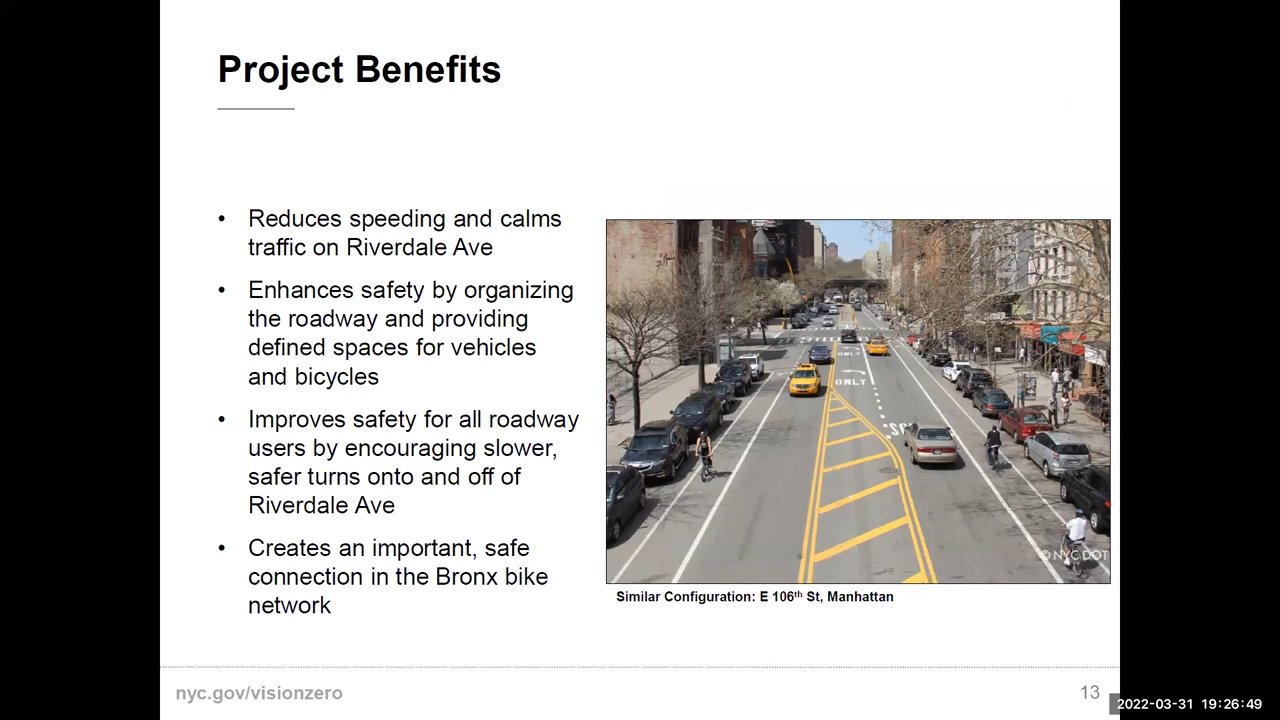 Project Benefits
• Reduces speeding and calms
traffic on Riverdale Ave
• Enhances safety by organizing
the roadway and providing
defined spaces for vehicles
and bicycles
• Improves safety for all roadway
users by encouraging slower,
safer turns onto and off of
Riverdale Ave
• Creates an important, safe
connection in the Bronx bike
network
ONLY
ONLY
© NYC DOT
Similar Configuration: E 106th St, Manhattan
nyc.gov/visionzero
13
2022-03-31 19:26:49